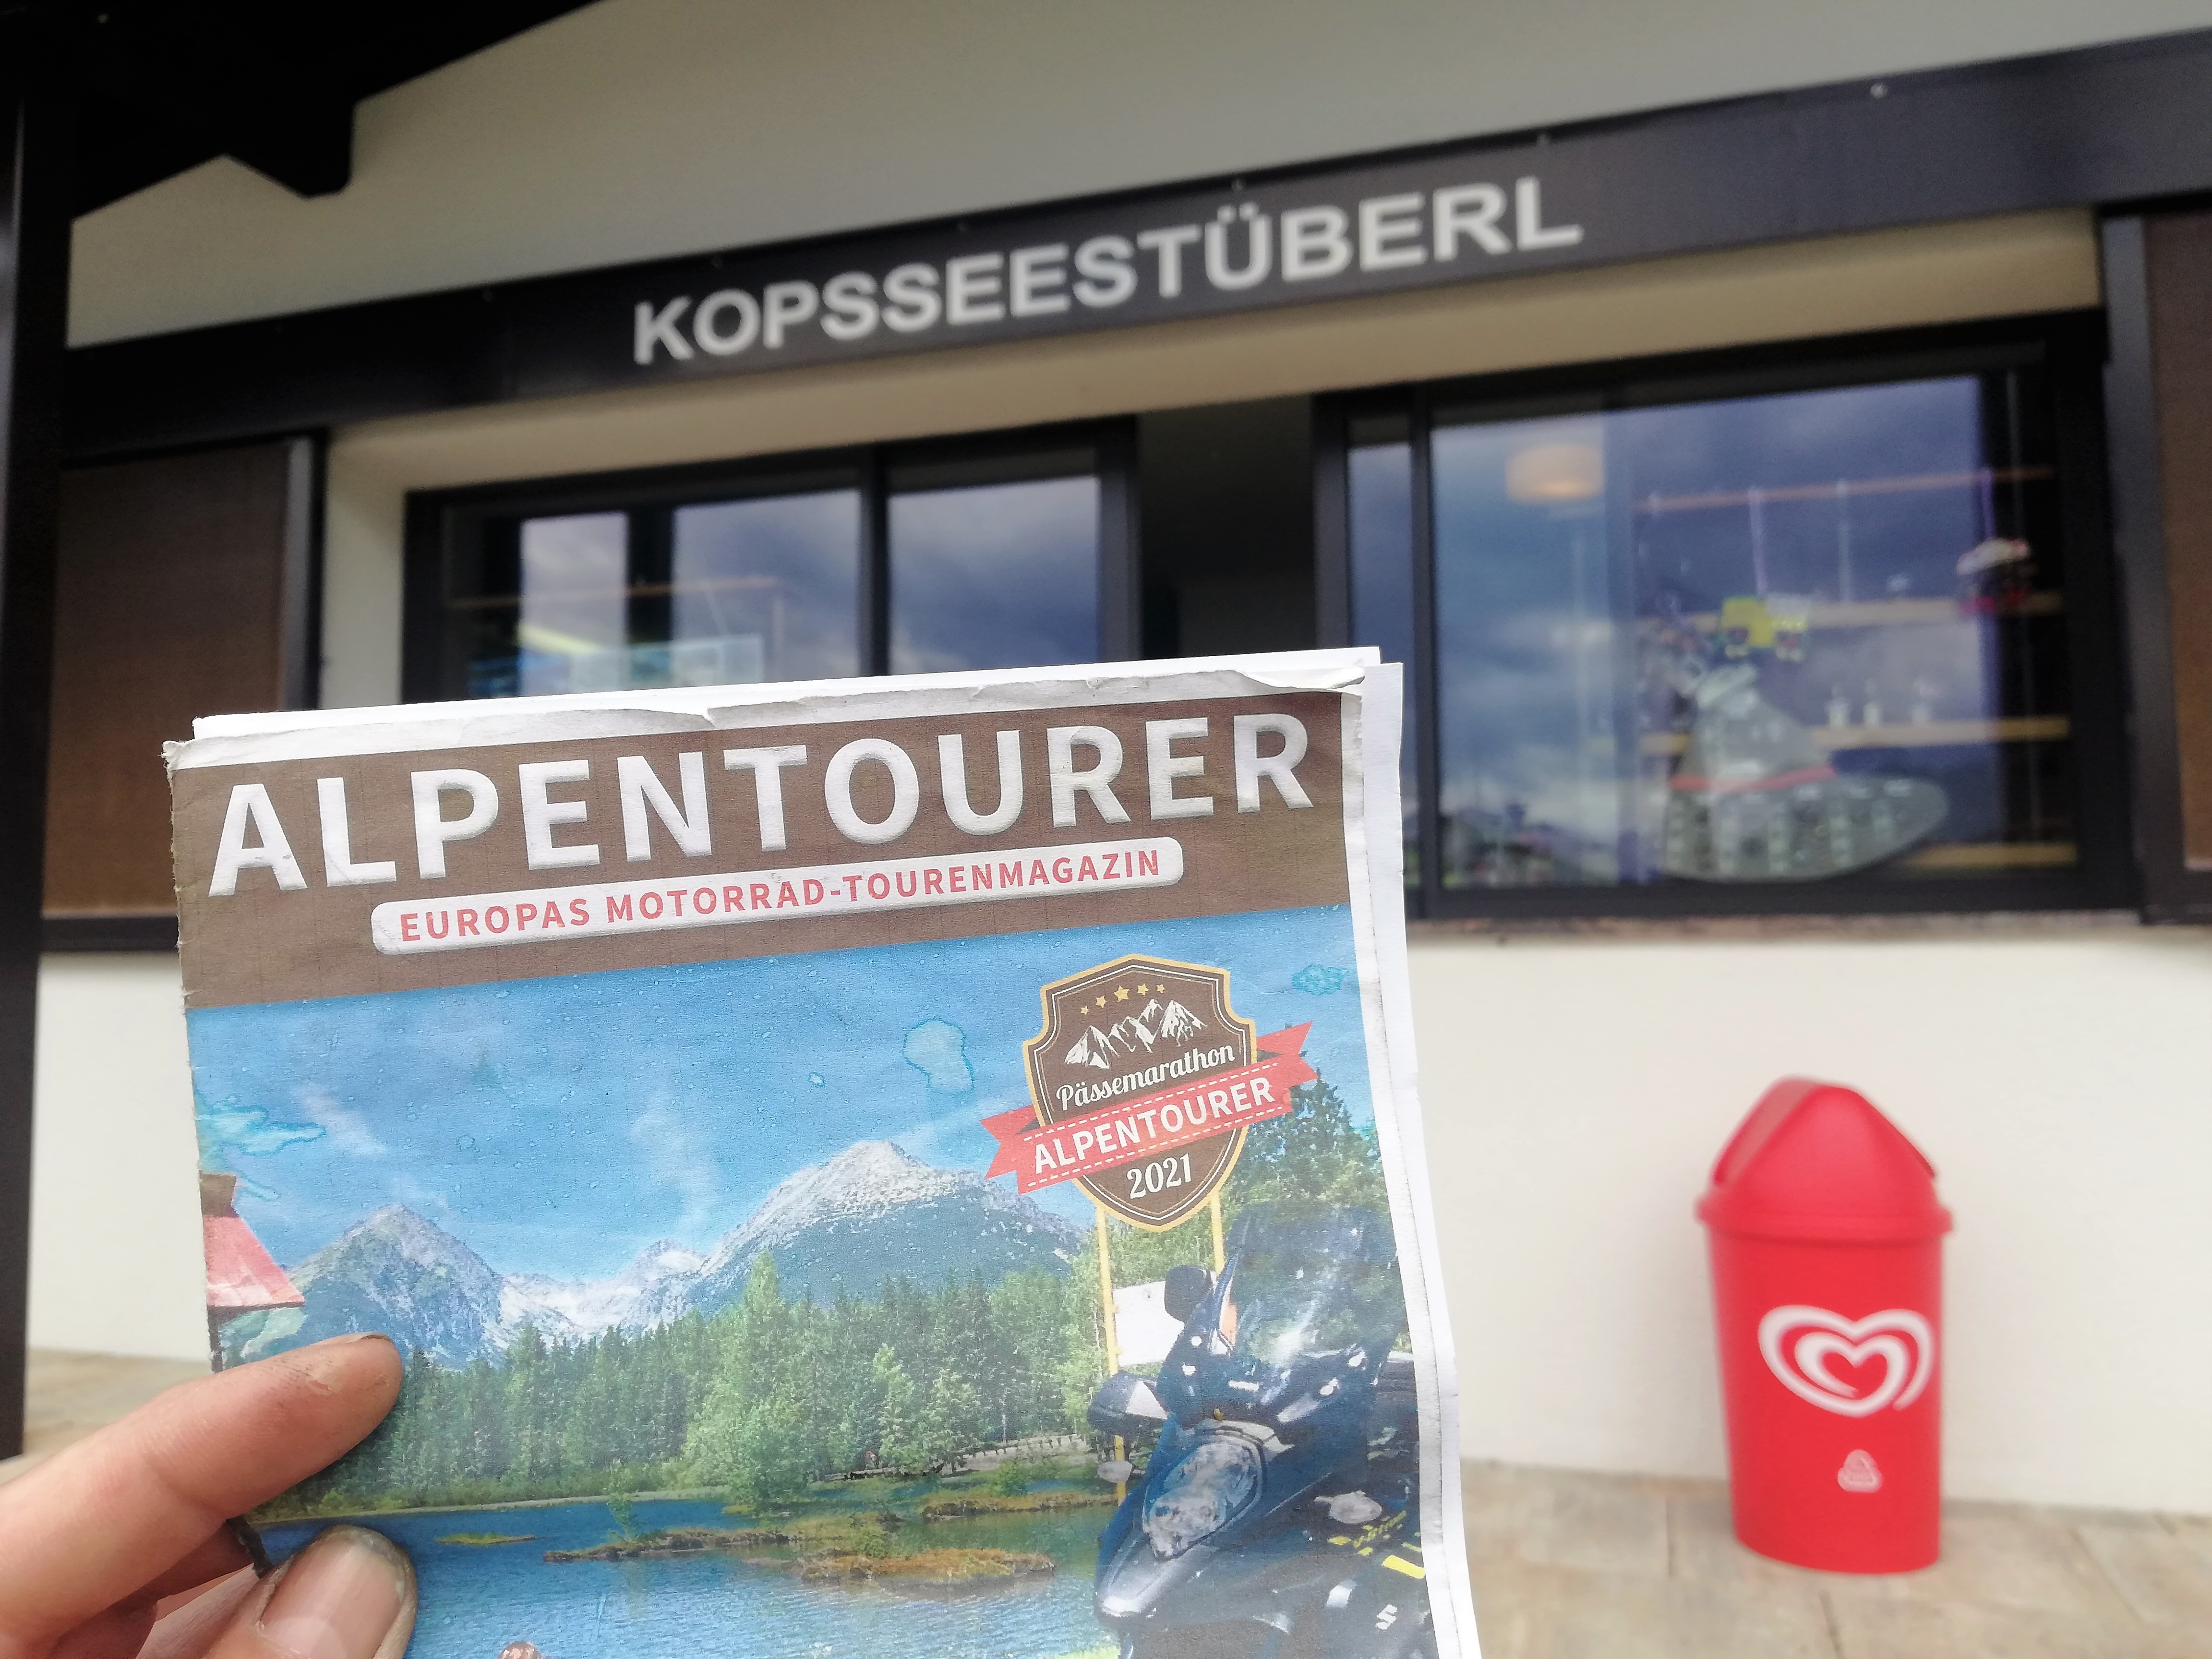 KOPSSEESTÜBERL
ALPENTOURER
EUROPAS MOTORRAD-TOURENMAGAZIN
Pässemarathon
ALPENTOURER
2021